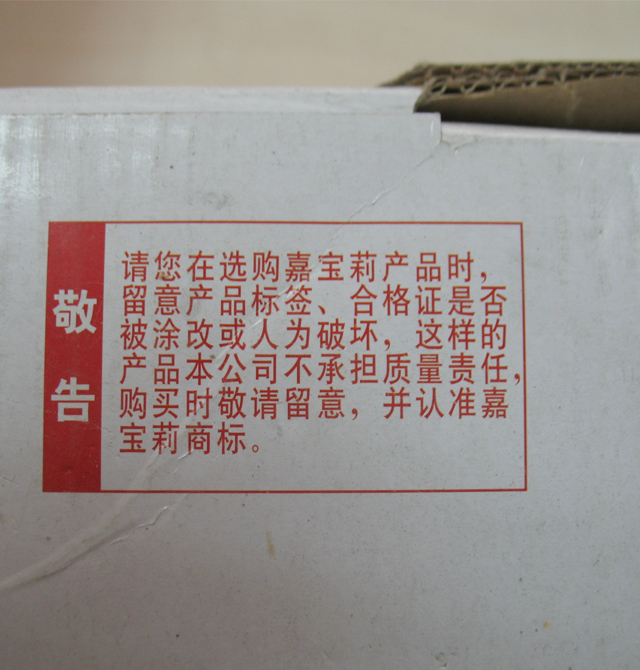 敬告
请您在选购嘉宝莉产品时，
留意产品标签、合格证是否
被涂改或人为破坏，这样的
产品本公司不承担质量责任，
购买时敬请留意，并认准嘉
宝莉商标。